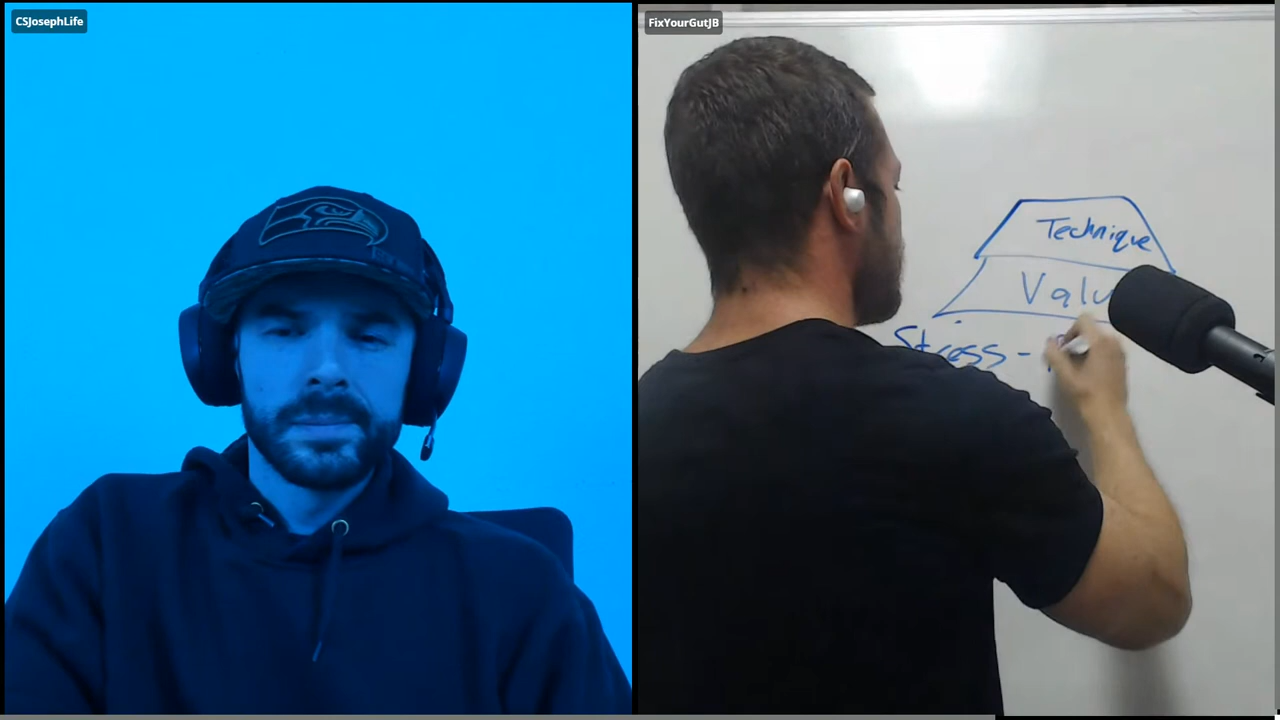 CSJosephLife
FixYourGutJB
Technique
Valu
Stress -